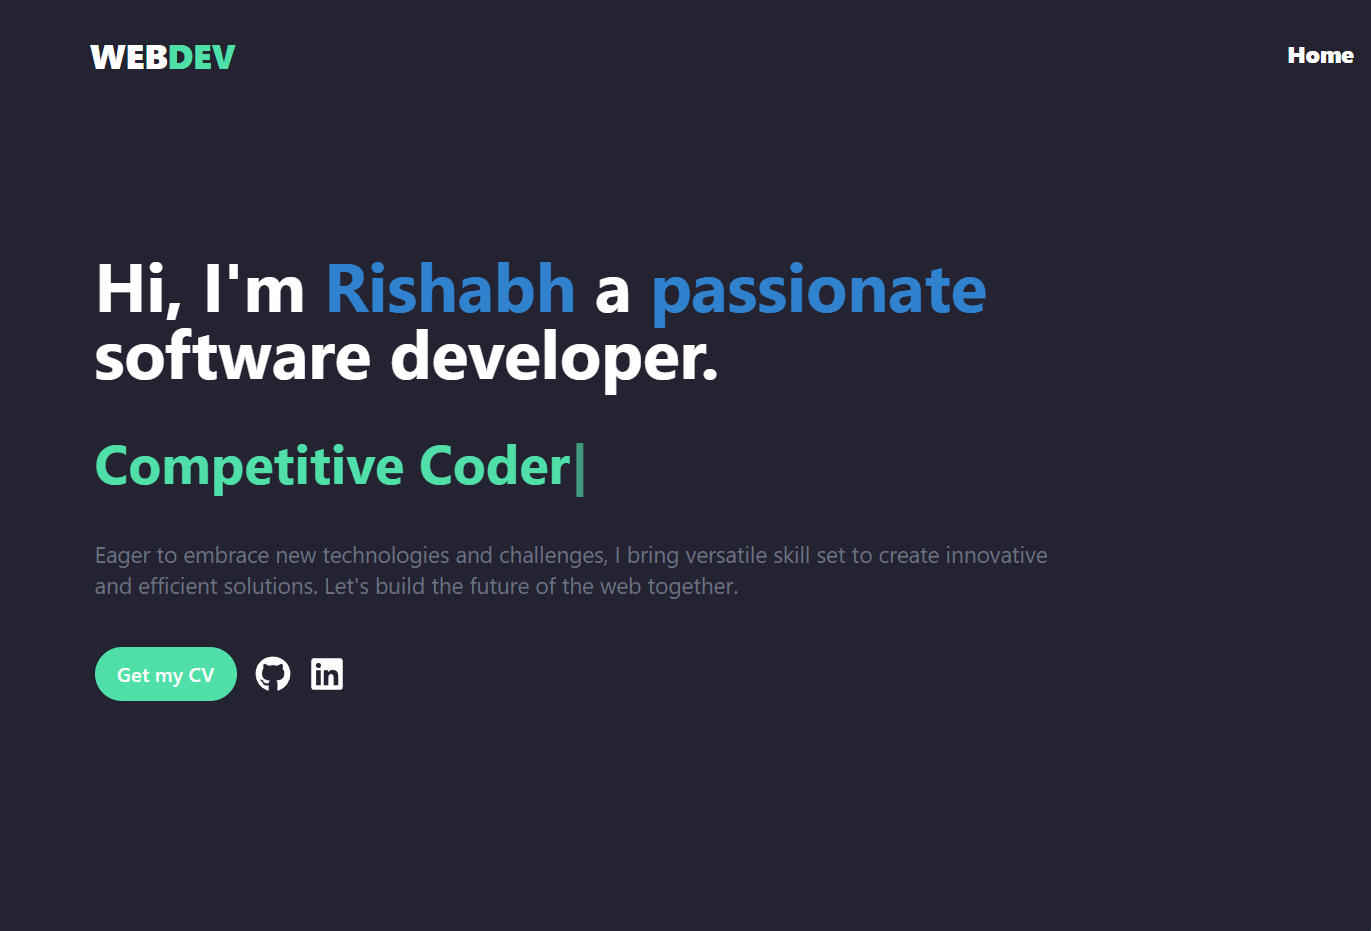 WEBDEV
Home
Hi, I'm Rishabh a passionate
software developer.
Competitive Coder|
Eager to embrace new technologies and challenges, I bring versatile skill set to create innovative
and efficient solutions. Let's build the future of the web together.
Get my CV
in